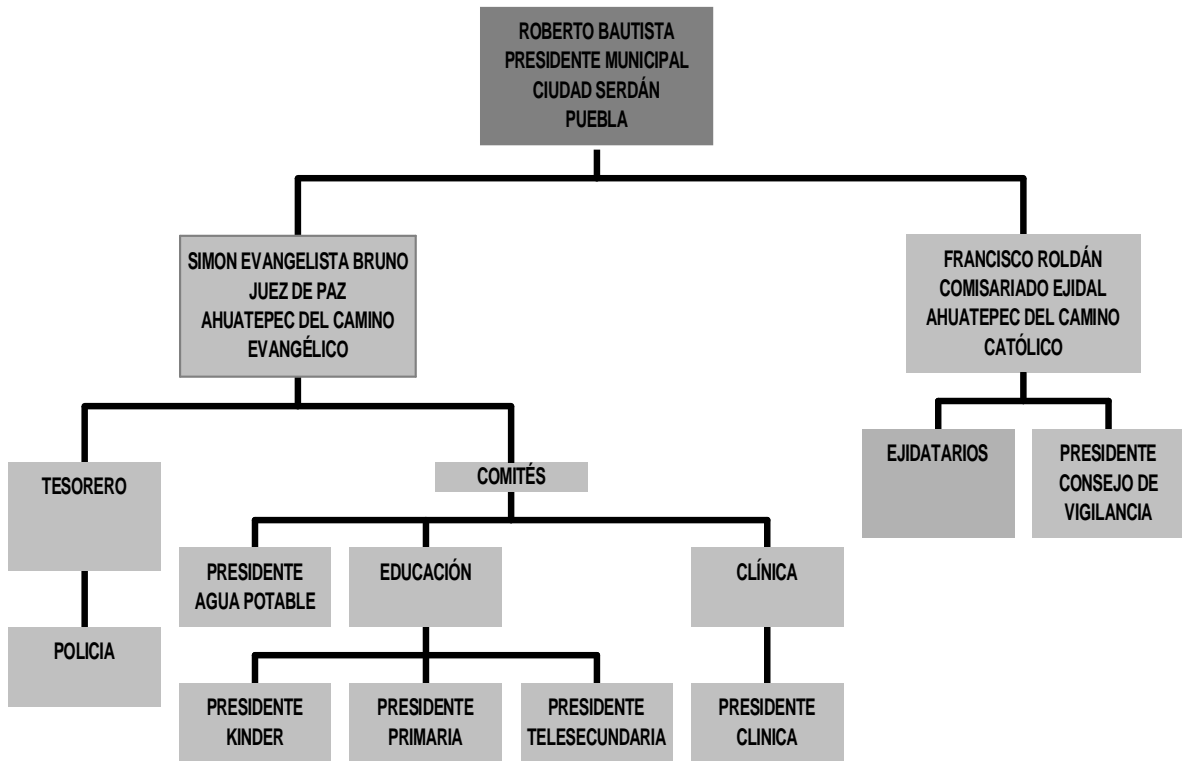 ROBERTO BAUTISTA
PRESIDENTE MUNICIPAL
CIUDAD SERDÁN
PUEBLA
SIMON EVANGELISTA BRUNO
JUEZ DE PAZ
AHUATEPEC DEL CAMINO
EVANGÉLICO
FRANCISCO ROLDÁN
COMISARIADO EJIDAL
AHUATEPEC DEL CAMINO
CATÓLICO
TESORERO
COMITÉS
EJIDATARIOS
PRESIDENTE
CONSEJO DE
VIGILANCIA
PRESIDENTE
AGUA POTABLE
EDUCACIÓN
CLÍNICA
POLICIA
PRESIDENTE
KINDER
PRESIDENTE
PRIMARIA
PRESIDENTE
TELESECUNDARIA
PRESIDENTE
CLINICA